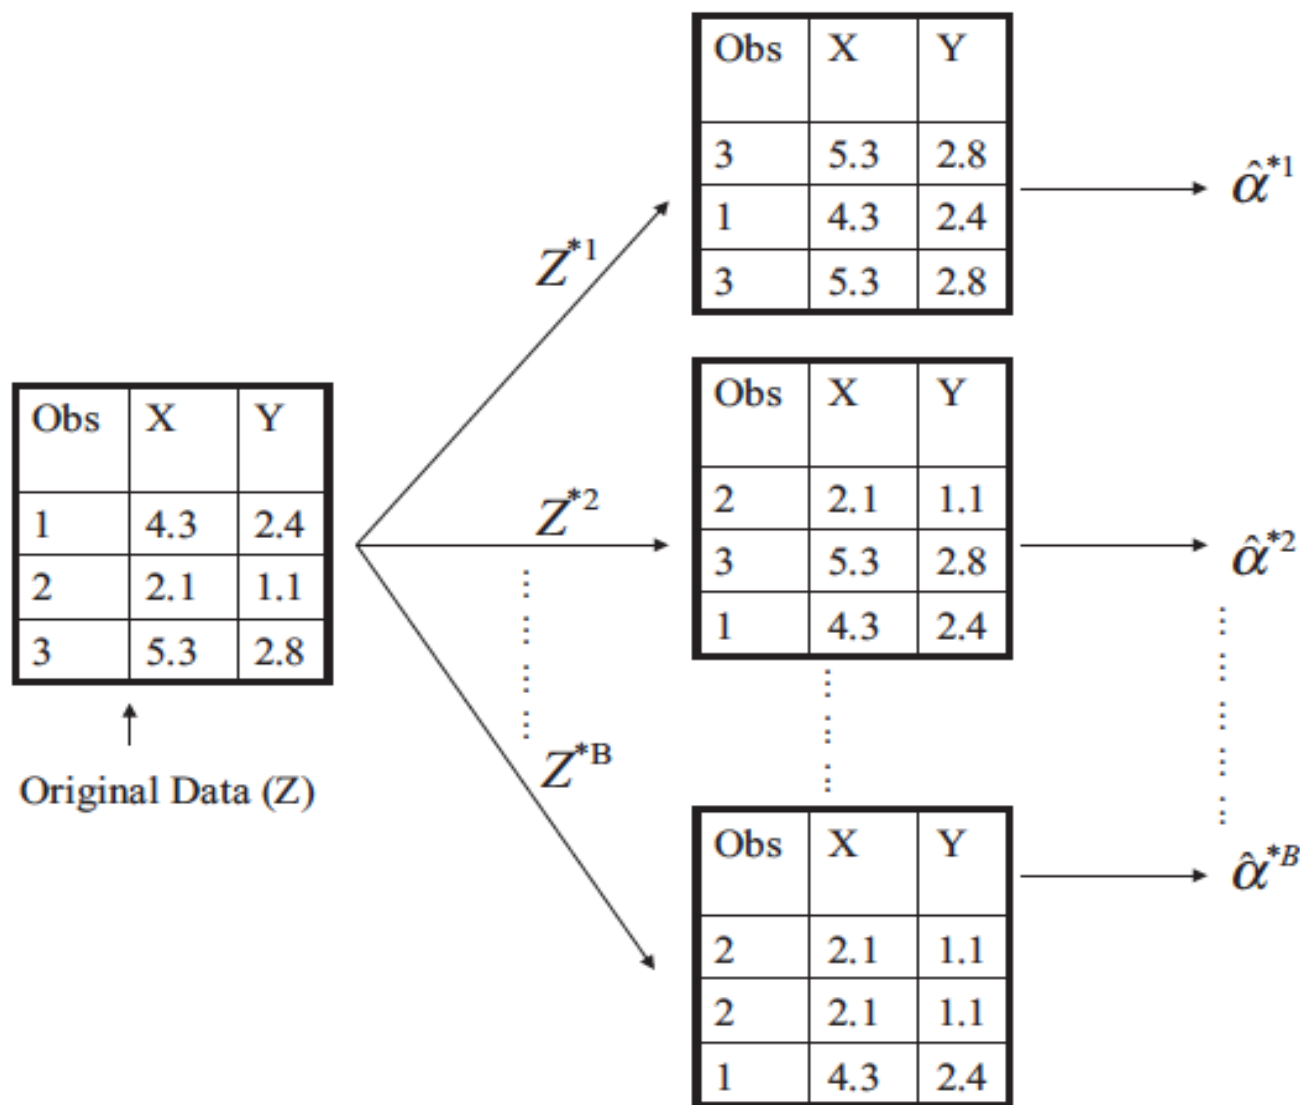 Obs X Y
3 5.3 2.8
1 4.3 2.4
3 5.3 2.8
α̂*1
Z*1
Obs X Y
1 4.3 2.4
2 2.1 1.1
3 5.3 2.8
Original Data (Z)
Z*2
Obs X Y
2 2.1 1.1
3 5.3 2.8
1 4.3 2.4
α̂*2
Z*B
Obs X Y
2 2.1 1.1
2 2.1 1.1
1 4.3 2.4
α̂*B